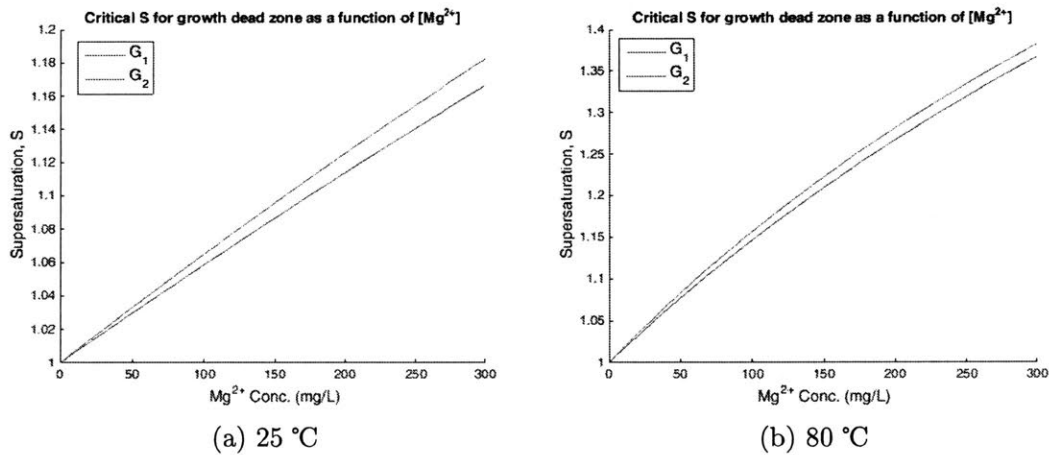 Critical S for growth dead zone as a function of [Mg²⁺]
G₁
G₂
1.2
1.18
1.16
1.14
1.12
1.1
1.08
1.06
1.04
1.02
1
Supersaturation, S
0 50 100 150 200 250 300
Mg²⁺ Conc. (mg/L)
(a) 25 °C
Critical S for growth dead zone as a function of [Mg²⁺]
G₁
G₂
1.4
1.35
1.3
1.25
1.2
1.15
1.1
1.05
1
Supersaturation, S
0 50 100 150 200 250 300
Mg²⁺ Conc. (mg/L)
(b) 80 °C